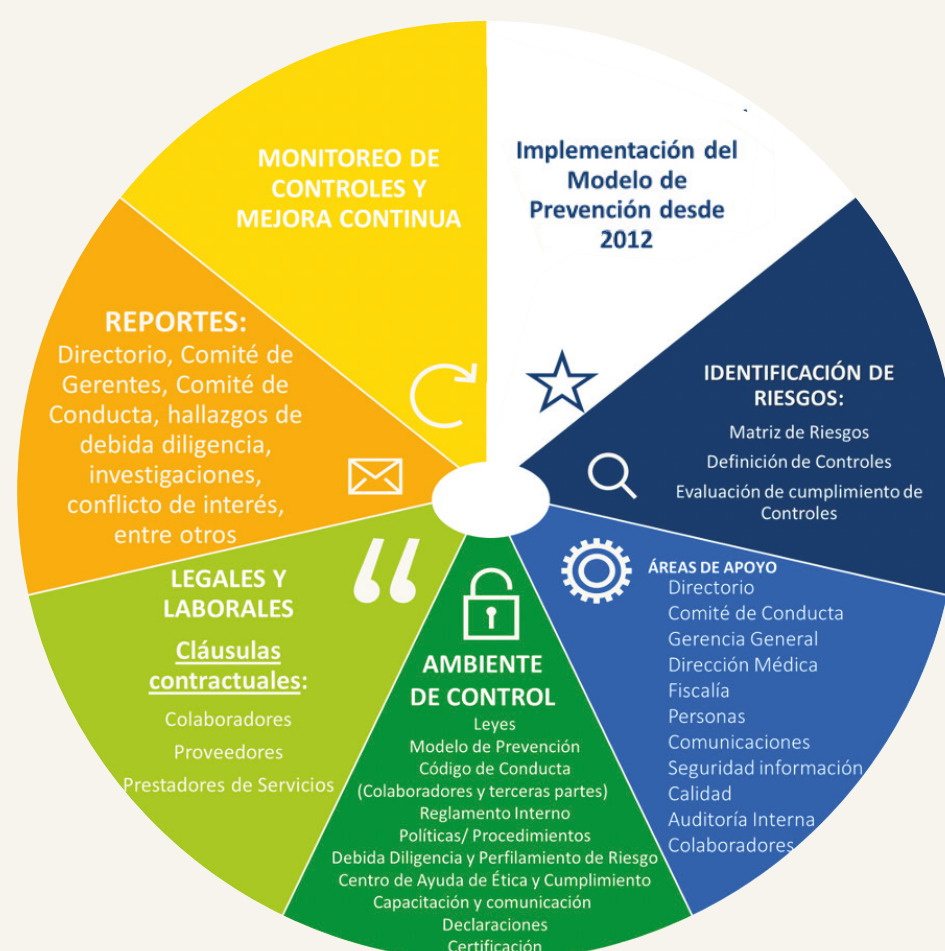 Implementación del
Modelo de
Prevención desde
2012
IDENTIFICACIÓN DE
RIESGOS:
Matriz de Riesgos
Definición de Controles
Evaluación de cumplimiento de
Controles
ÁREAS DE APOYO
Directorio
Comité de Conducta
Gerencia General
Dirección Médica
Fiscalía
Personas
Comunicaciones
Seguridad información
Calidad
Auditoría Interna
Colaboradores
AMBIENTE
DE CONTROL
Leyes
Modelo de Prevención
Código de Conducta
(Colaboradores y terceras partes)
Reglamento Interno
Políticas/ Procedimientos
Debida Diligencia y Perfilamiento de Riesgo
Centro de Ayuda de Ética y Cumplimiento
Capacitación y comunicación
Declaraciones
Certificación
LEGALES Y
LABORALES
Cláusulas
contractuales:
Colaboradores
Proveedores
Prestadores de Servicios
REPORTES:
Directorio, Comité de
Gerentes, Comité de
Conducta, hallazgos de
debida diligencia,
investigaciones,
conflicto de interés,
entre otros
MONITOREO DE
CONTROLES Y
MEJORA CONTINUA